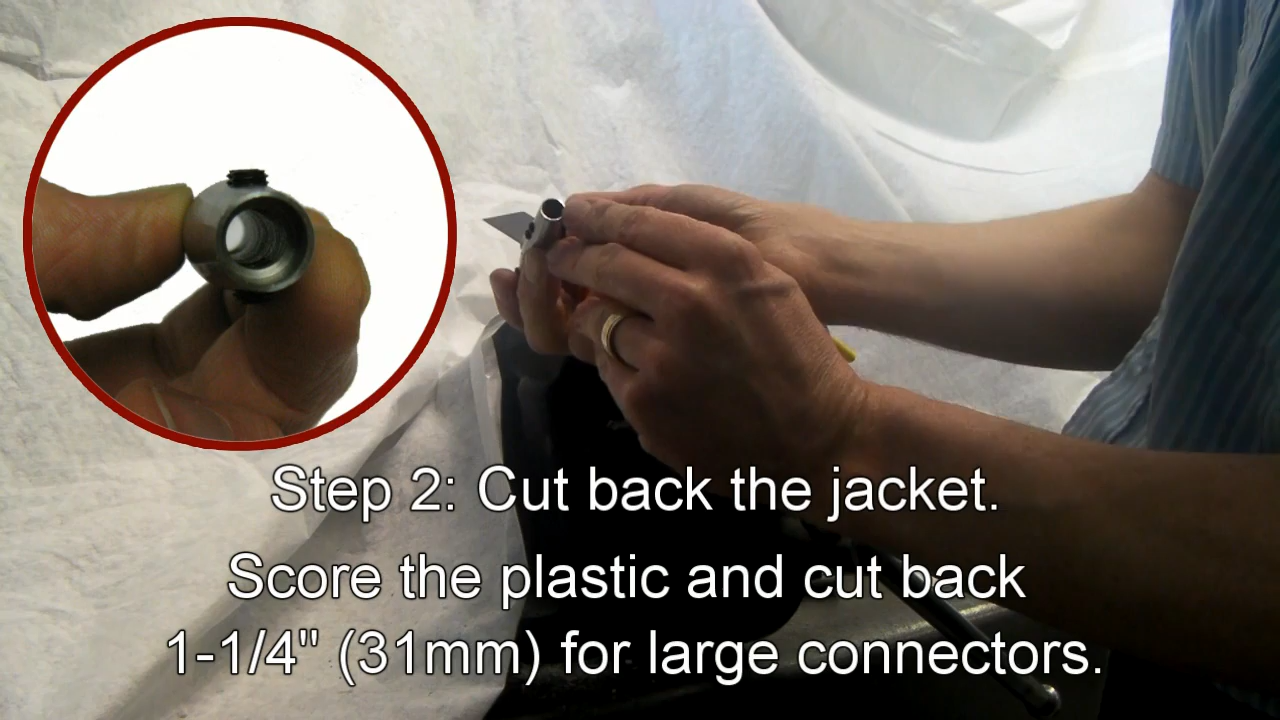 Step 2: Cut back the jacket.
Score the plastic and cut back
1-1/4" (31mm) for large connectors.